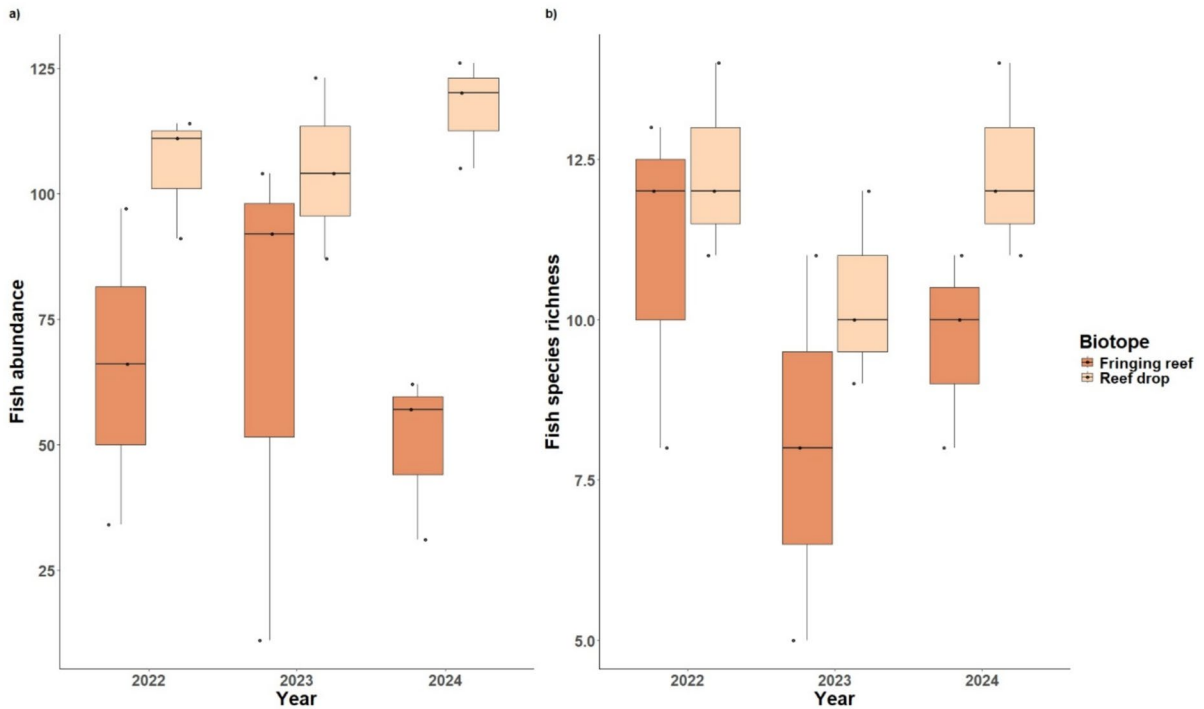 a)
Fish abundance
125
100
75
50
25
2022
2023
2024
Year
b)
Fish species richness
12.5
10.0
7.5
5.0
2022
2023
2024
Year
Biotope
Fringing reef
Reef drop